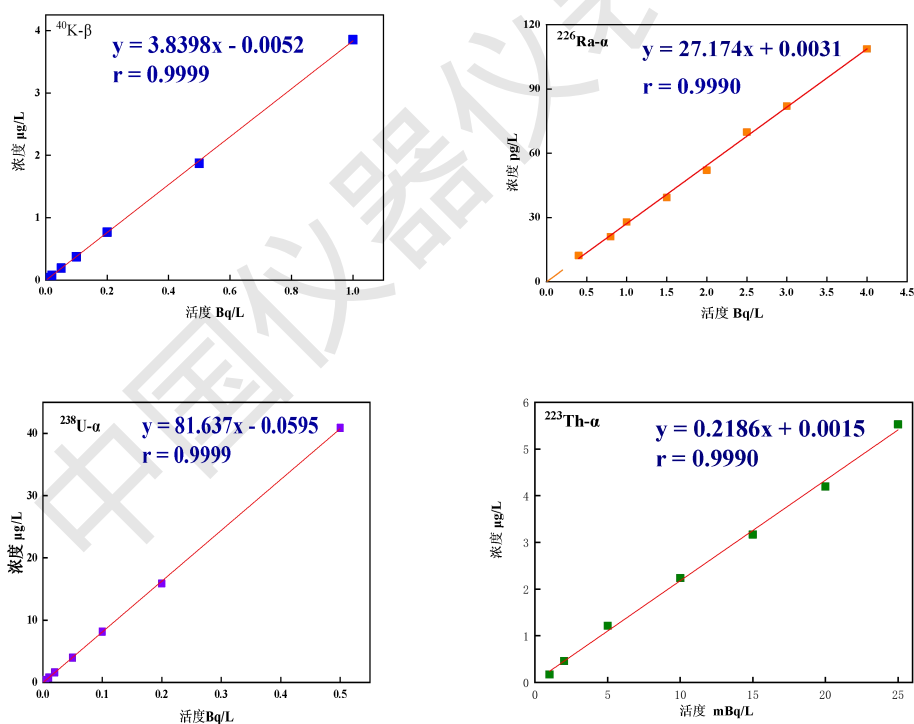 ⁴⁰K-β
y = 3.8398x - 0.0052
r = 0.9999
浓度 μg/L
4
3
2
1
0
0.0 0.2 0.4 0.6 0.8 1.0
活度 Bq/L
²²⁶Ra-α
y = 27.174x + 0.0031
r = 0.9990
浓度 pg/L
120
90
60
30
0
0.0 0.5 1.0 1.5 2.0 2.5 3.0 3.5 4.0 4.5
活度 Bq/L
²³⁸U-α
y = 81.637x - 0.0595
r = 0.9999
浓度 μg/L
40
30
20
10
0
0.0 0.1 0.2 0.3 0.4 0.5
活度Bq/L
²²³Th-α
y = 0.2186x + 0.0015
r = 0.9990
浓度 μg/L
6
5
4
3
2
1
0
0 5 10 15 20 25
活度 mBq/L
中国仪器仪